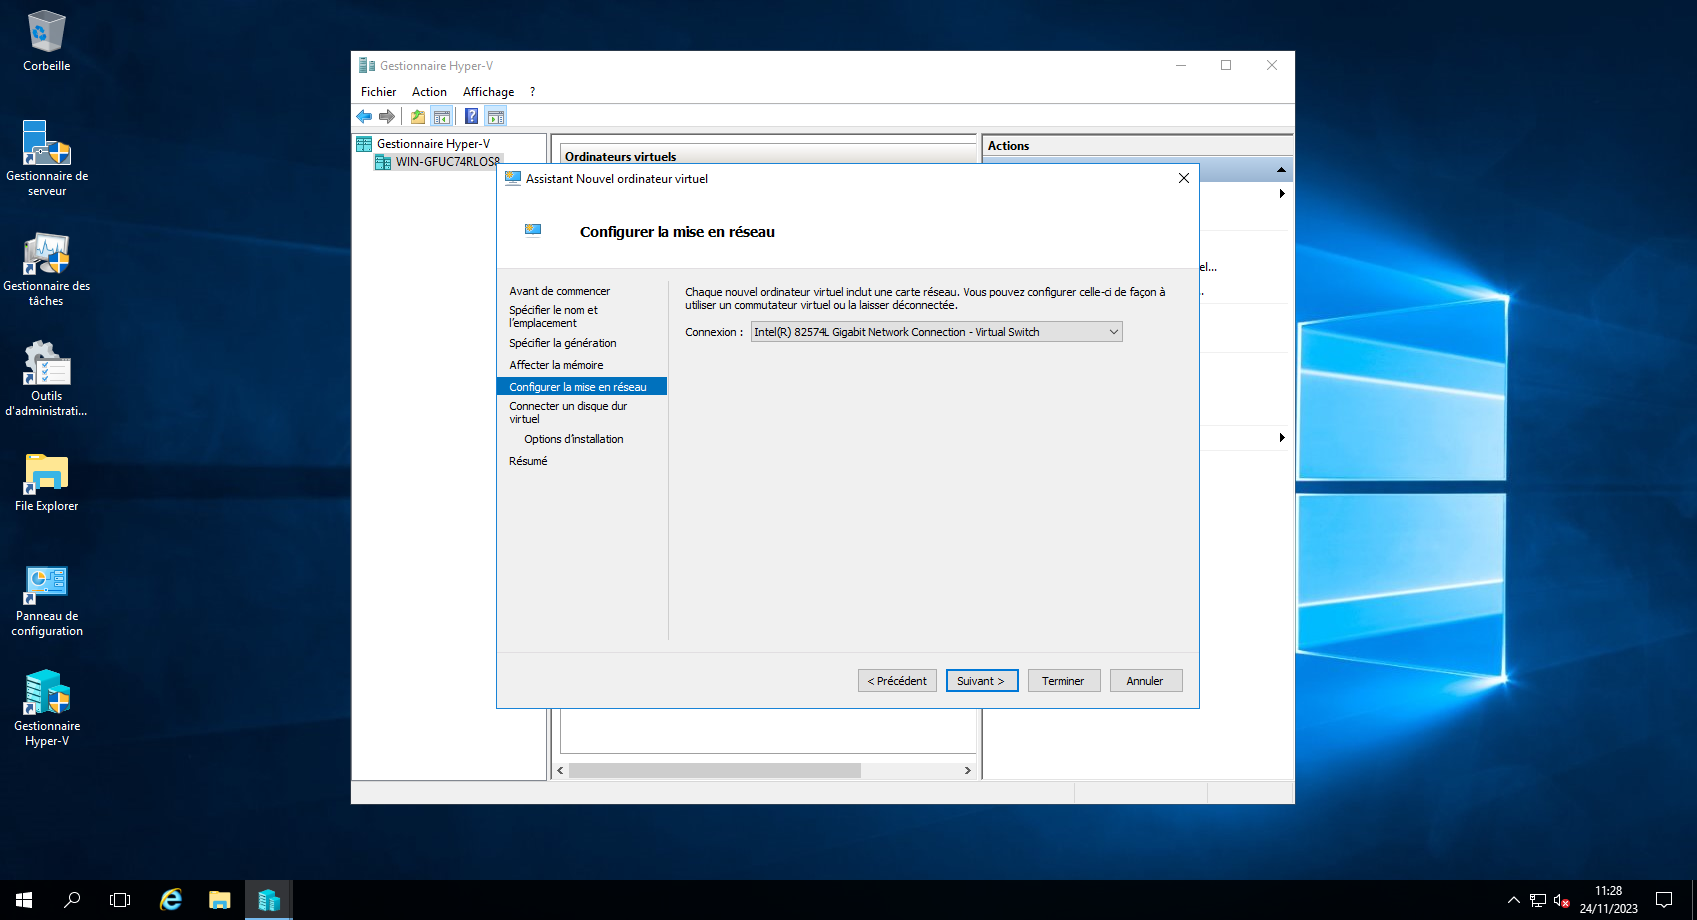 Corbeille
Gestionnaire de
serveur
Gestionnaire des
tâches
Outils
d'administrati...
File Explorer
Panneau de
configuration
Gestionnaire
Hyper-V
Gestionnaire Hyper-V
Fichier Action Affichage ?
Gestionnaire Hyper-V
WIN-GFUC74RLOS8
Ordinateurs virtuels
Actions
el...
Assistant Nouvel ordinateur virtuel
Configurer la mise en réseau
Avant de commencer
Spécifier le nom et
l'emplacement
Spécifier la génération
Affecter la mémoire
Configurer la mise en réseau
Connecter un disque dur
virtuel
Options d'installation
Résumé
Chaque nouvel ordinateur virtuel inclut une carte réseau. Vous pouvez configurer celle-ci de façon à
utiliser un commutateur virtuel ou la laisser déconnectée.
Connexion : Intel(R) 82574L Gigabit Network Connection - Virtual Switch
< Précédent Suivant > Terminer Annuler
11:28
24/11/2023